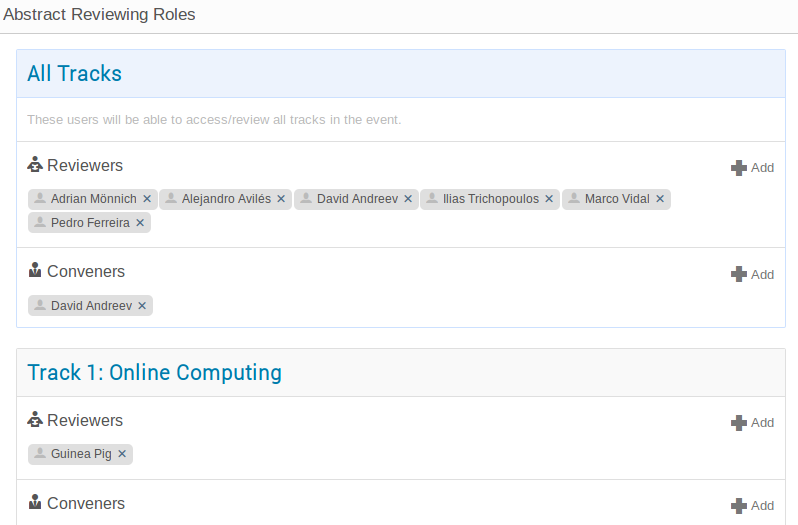 Abstract Reviewing Roles
All Tracks
These users will be able to access/review all tracks in the event.
Reviewers
Add
Adrian Mönnich × Alejandro Avilés × David Andreev × Ilias Trichopoulos × Marco Vidal ×
Pedro Ferreira ×
Conveners
Add
David Andreev ×
Track 1: Online Computing
Reviewers
Add
Guinea Pig ×
Conveners
Add